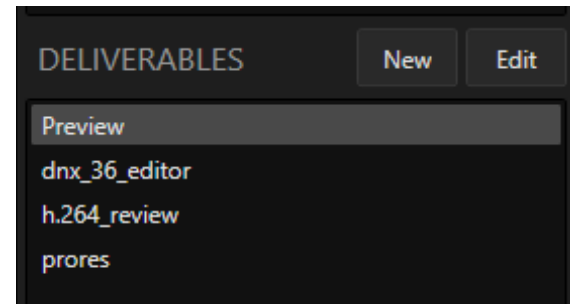 DELIVERABLES New Edit
Preview
dnx_36_editor
h.264_review
prores